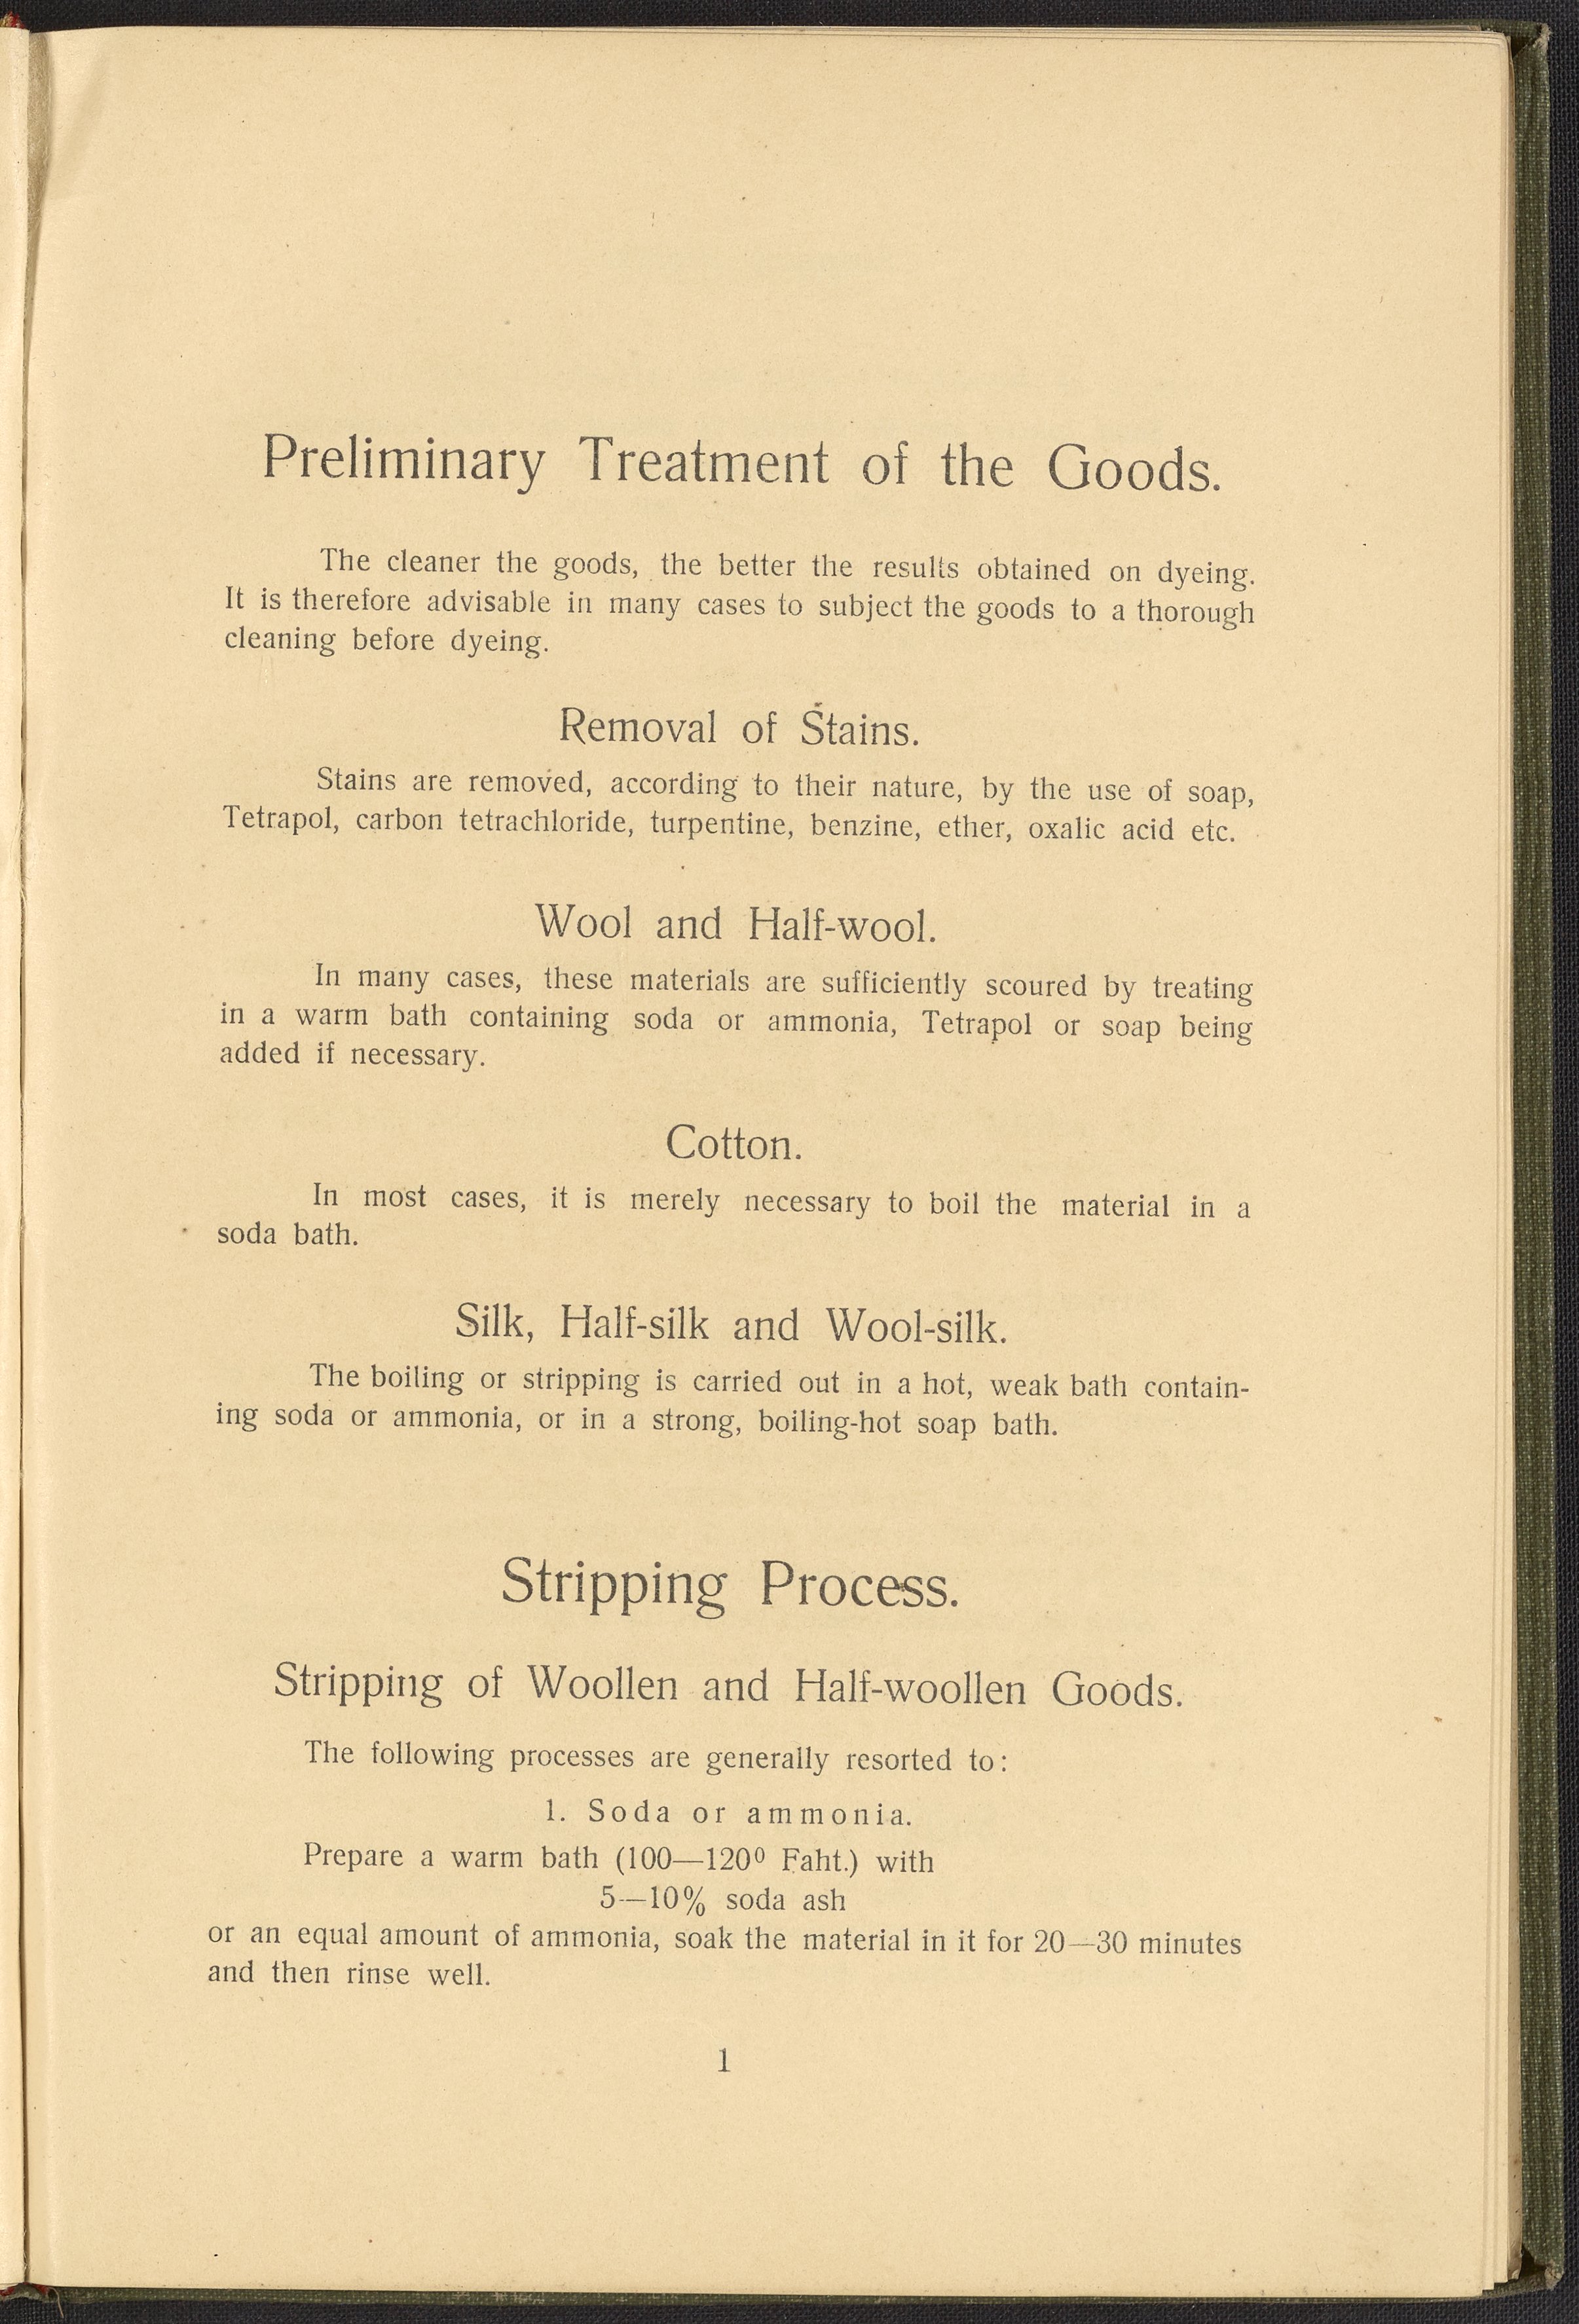 Preliminary Treatment of the Goods.
The cleaner the goods, the better the results obtained on dyeing.
It is therefore advisable in many cases to subject the goods to a thorough
cleaning before dyeing.
Removal of Stains.
Stains are removed, according to their nature, by the use of soap,
Tetrapol, carbon tetrachloride, turpentine, benzine, ether, oxalic acid etc.
Wool and Half-wool.
In many cases, these materials are sufficiently scoured by treating
in a warm bath containing soda or ammonia, Tetrapol or soap being
added if necessary.
Cotton.
In most cases, it is merely necessary to boil the material in a
soda bath.
Silk, Half-silk and Wool-silk.
The boiling or stripping is carried out in a hot, weak bath contain-
ing soda or ammonia, or in a strong, boiling-hot soap bath.
Stripping Process.
Stripping of Woollen and Half-woollen Goods.
The following processes are generally resorted to:
1. Soda or ammonia.
Prepare a warm bath (100—120⁰ Faht.) with
5—10% soda ash
or an equal amount of ammonia, soak the material in it for 20—30 minutes
and then rinse well.
1